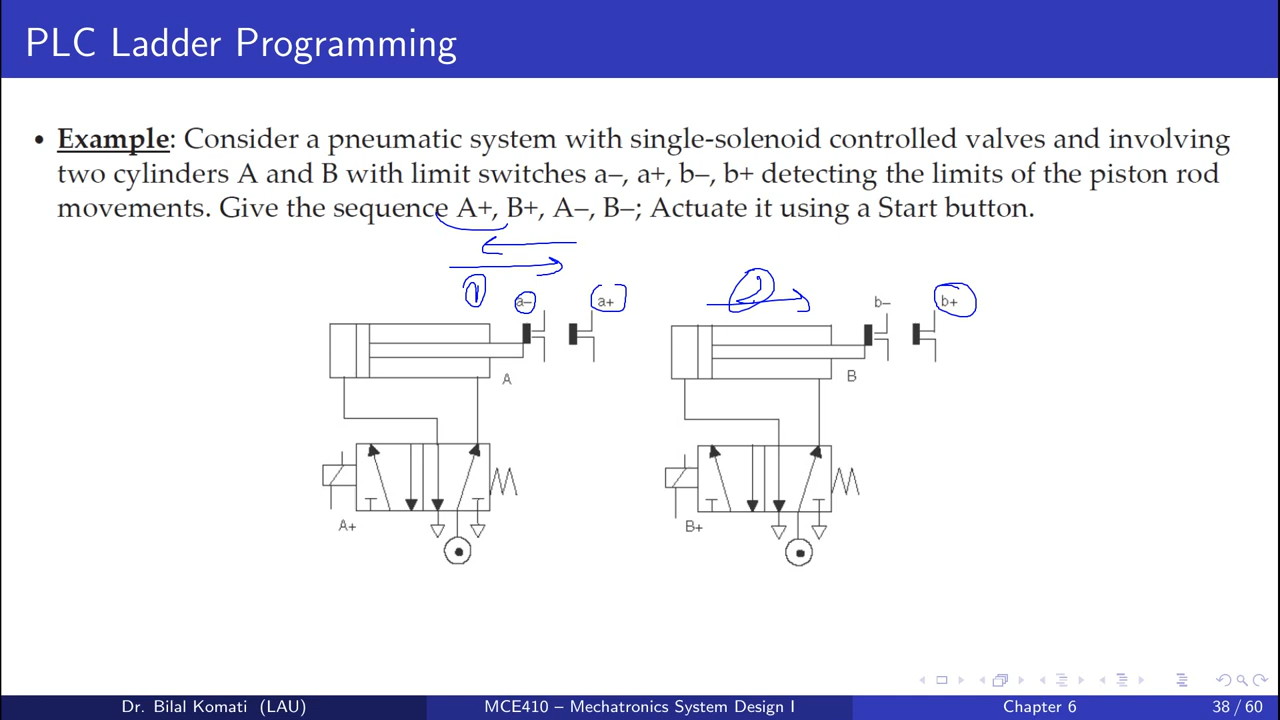 PLC Ladder Programming
• Example: Consider a pneumatic system with single-solenoid controlled valves and involving
two cylinders A and B with limit switches a–, a+, b–, b+ detecting the limits of the piston rod
movements. Give the sequence A+, B+, A–, B–; Actuate it using a Start button.
1
2
a–
a+
b–
b+
A
B
A+
B+
Dr. Bilal Komati (LAU)
MCE410 – Mechatronics System Design I
Chapter 6
38 / 60